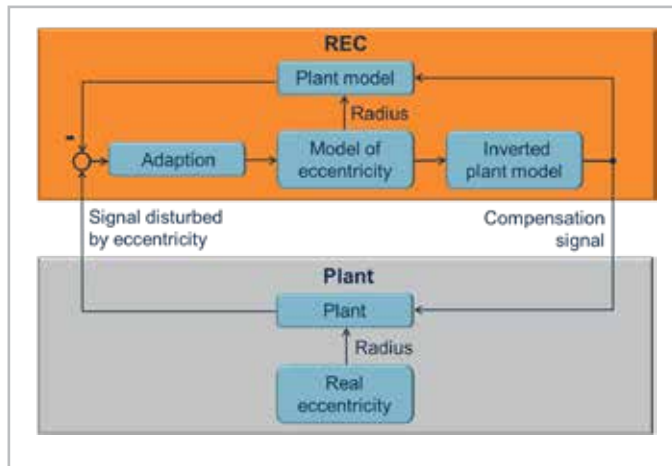 REC
Plant model
-
Radius
Adaption
Model of
eccentricity
Inverted
plant model
Signal disturbed
by eccentricity
Compensation
signal
Plant
Plant
Radius
Real
eccentricity